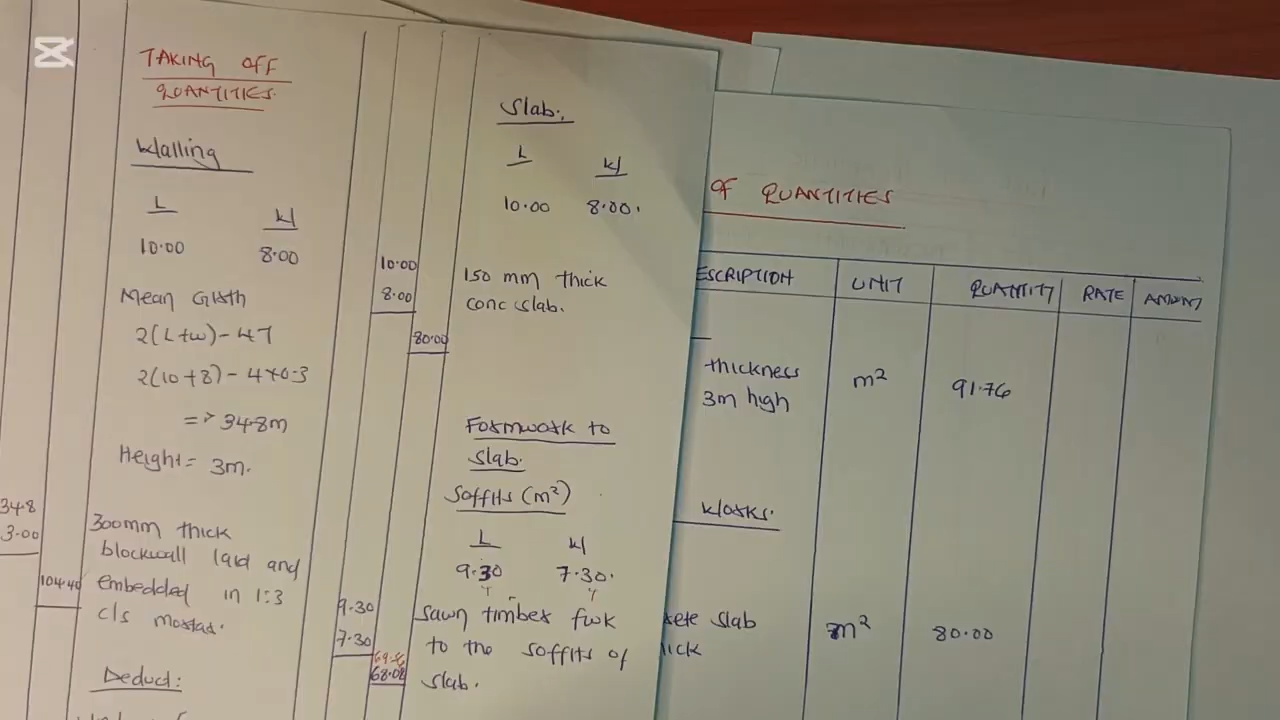 TAKING OFF
QUANTITIES.
Walling
L
W
10.00
8.00
Mean Girth
2(L+w)-4T
2(10+8)-4×0.3
=> 34.8m
Height = 3m.
34.8
3.00
104.40
300mm thick
blockwall laid and
embedded in 1:3
c/s mortar.
Deduct:
Slab.
L
W
10.00
8.00.
10.00
8.00
80.00
150 mm thick
conc slab.
Formwork to
slab.
Soffits (m²)
L
W
9.30
7.30.
9.30
7.30
68.02
Sawn timber fwk
to the soffits of
slab.
OF QUANTITIES
ESCRIPTION
UNIT
QUANTITY
RATE
AMOUNT
thickness
3m high
m²
91.76
Works.
rete slab
hick
m²
80.00